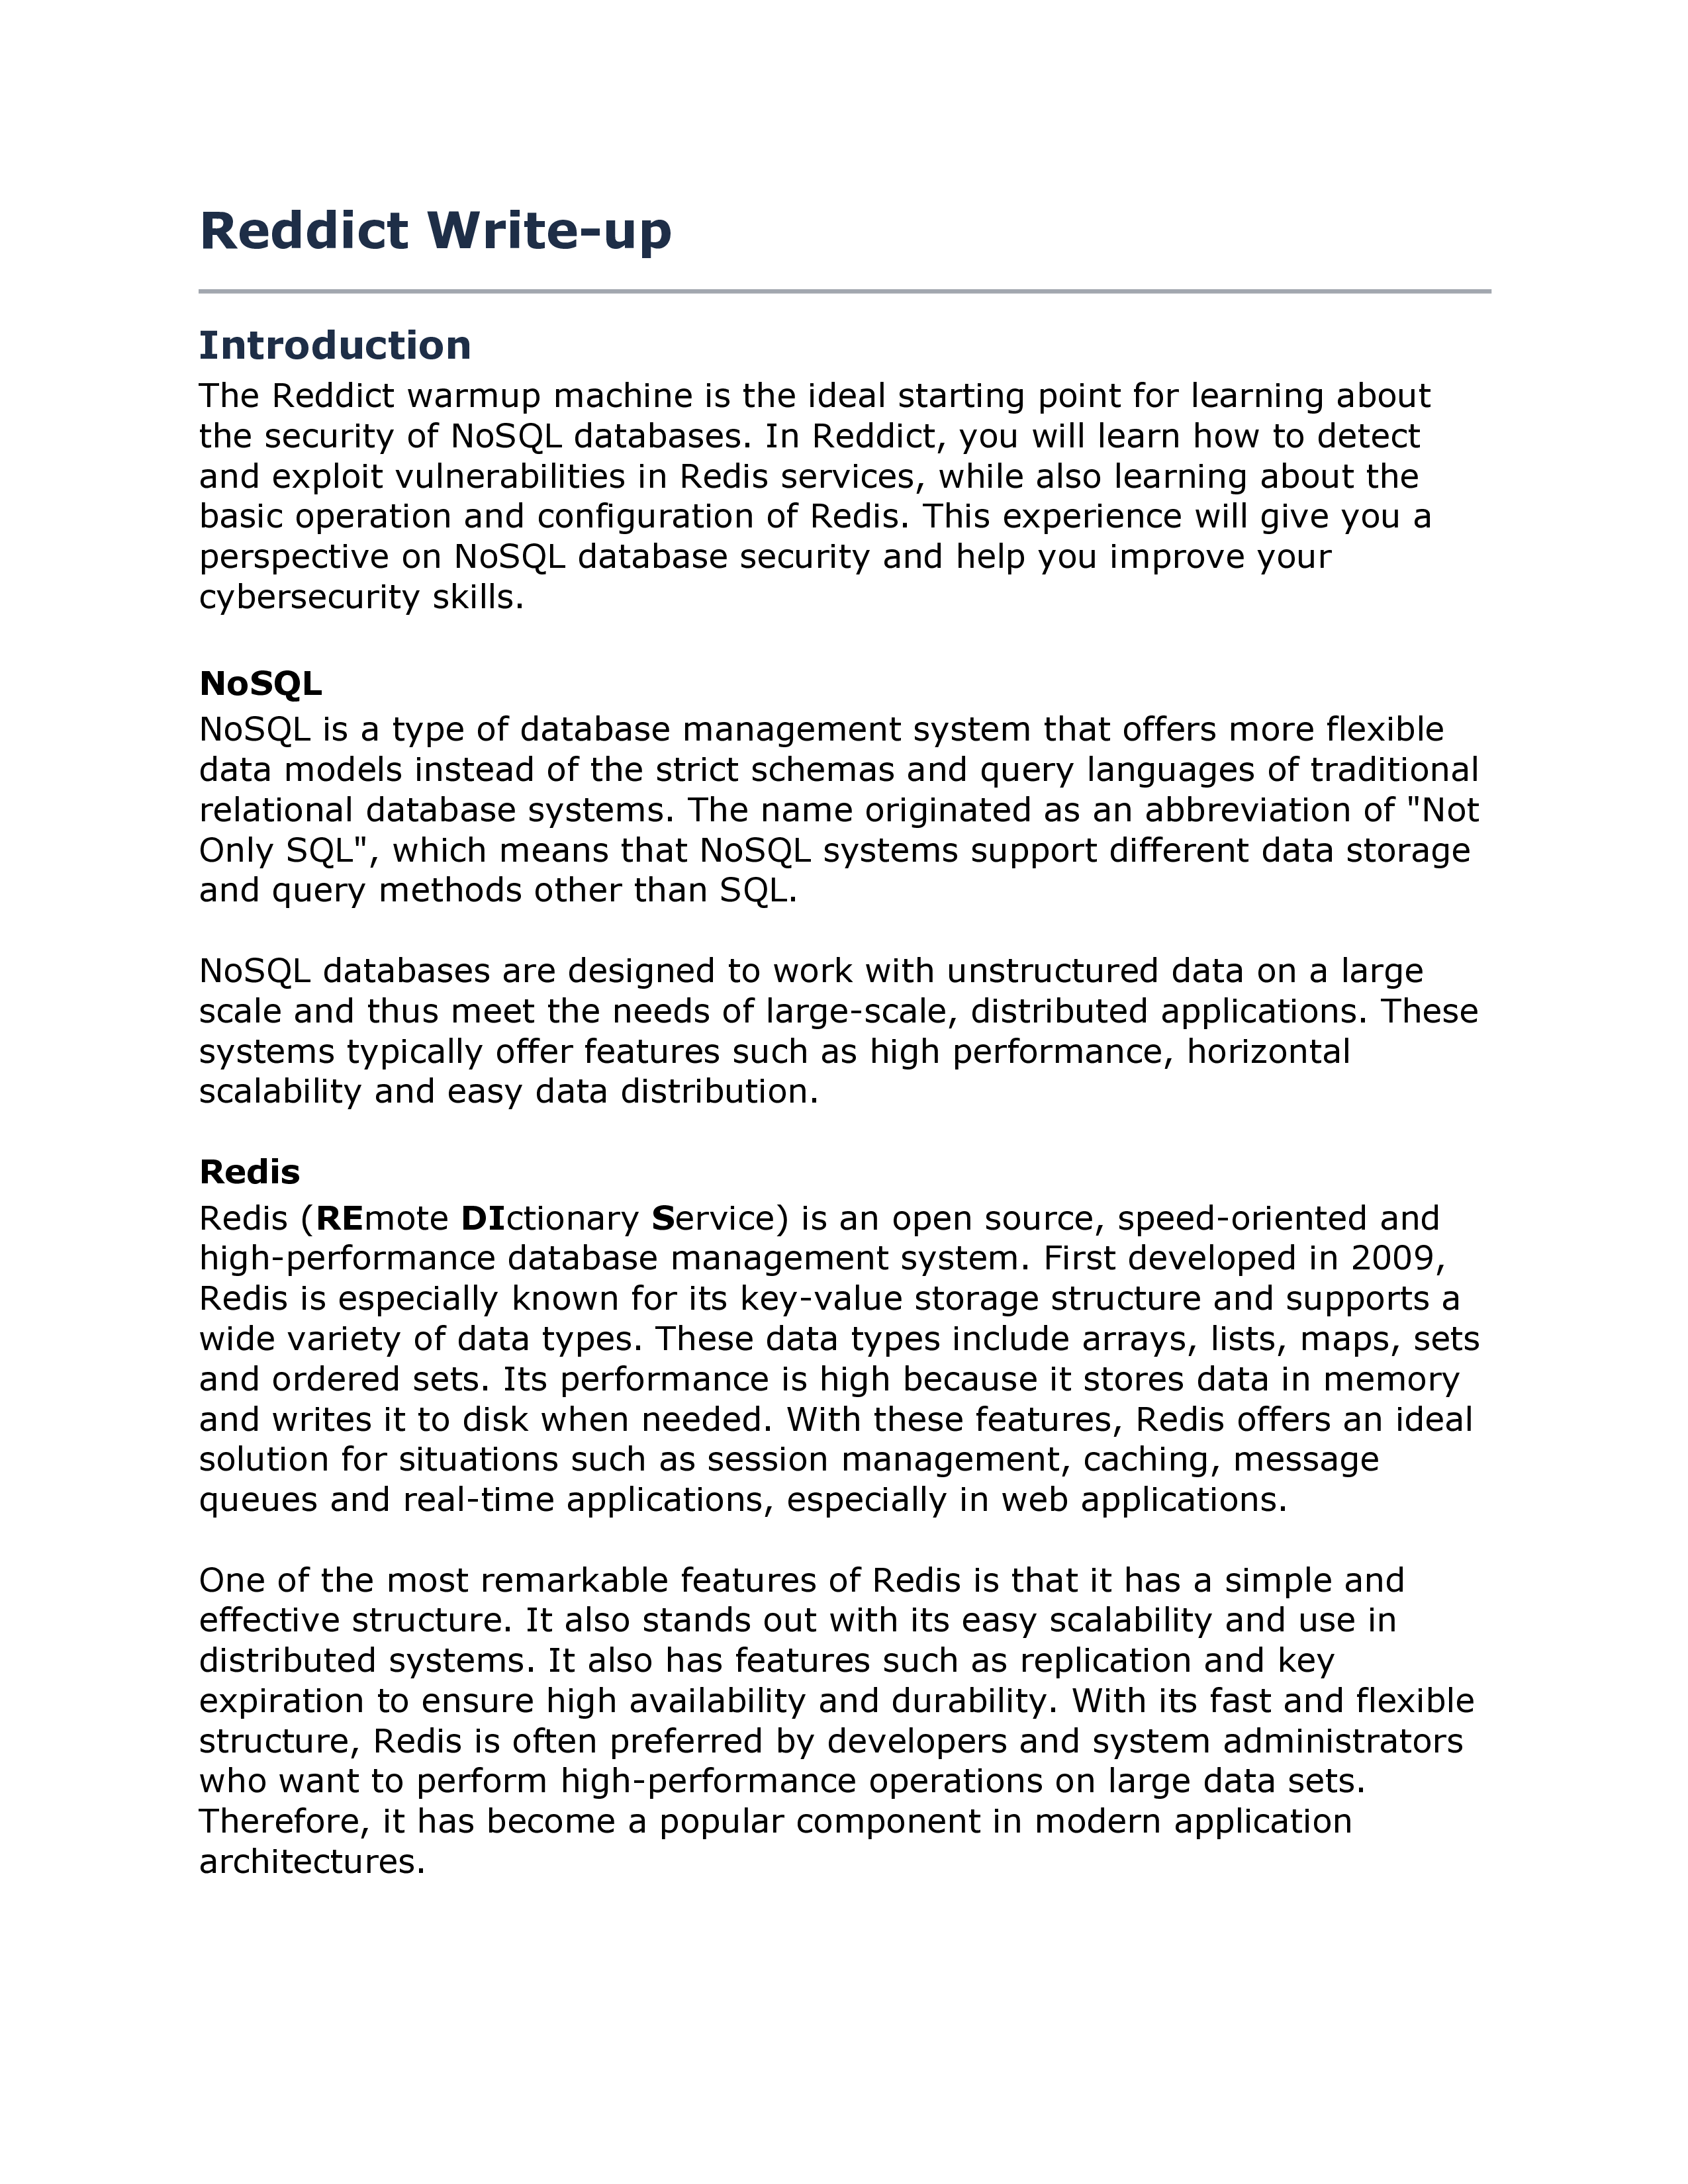 Reddict Write-up
Introduction
The Reddict warmup machine is the ideal starting point for learning about
the security of NoSQL databases. In Reddict, you will learn how to detect
and exploit vulnerabilities in Redis services, while also learning about the
basic operation and configuration of Redis. This experience will give you a
perspective on NoSQL database security and help you improve your
cybersecurity skills.
NoSQL
NoSQL is a type of database management system that offers more flexible
data models instead of the strict schemas and query languages of traditional
relational database systems. The name originated as an abbreviation of "Not
Only SQL", which means that NoSQL systems support different data storage
and query methods other than SQL.
NoSQL databases are designed to work with unstructured data on a large
scale and thus meet the needs of large-scale, distributed applications. These
systems typically offer features such as high performance, horizontal
scalability and easy data distribution.
Redis
Redis (REmote DIctionary Service) is an open source, speed-oriented and
high-performance database management system. First developed in 2009,
Redis is especially known for its key-value storage structure and supports a
wide variety of data types. These data types include arrays, lists, maps, sets
and ordered sets. Its performance is high because it stores data in memory
and writes it to disk when needed. With these features, Redis offers an ideal
solution for situations such as session management, caching, message
queues and real-time applications, especially in web applications.
One of the most remarkable features of Redis is that it has a simple and
effective structure. It also stands out with its easy scalability and use in
distributed systems. It also has features such as replication and key
expiration to ensure high availability and durability. With its fast and flexible
structure, Redis is often preferred by developers and system administrators
who want to perform high-performance operations on large data sets.
Therefore, it has become a popular component in modern application
architectures.